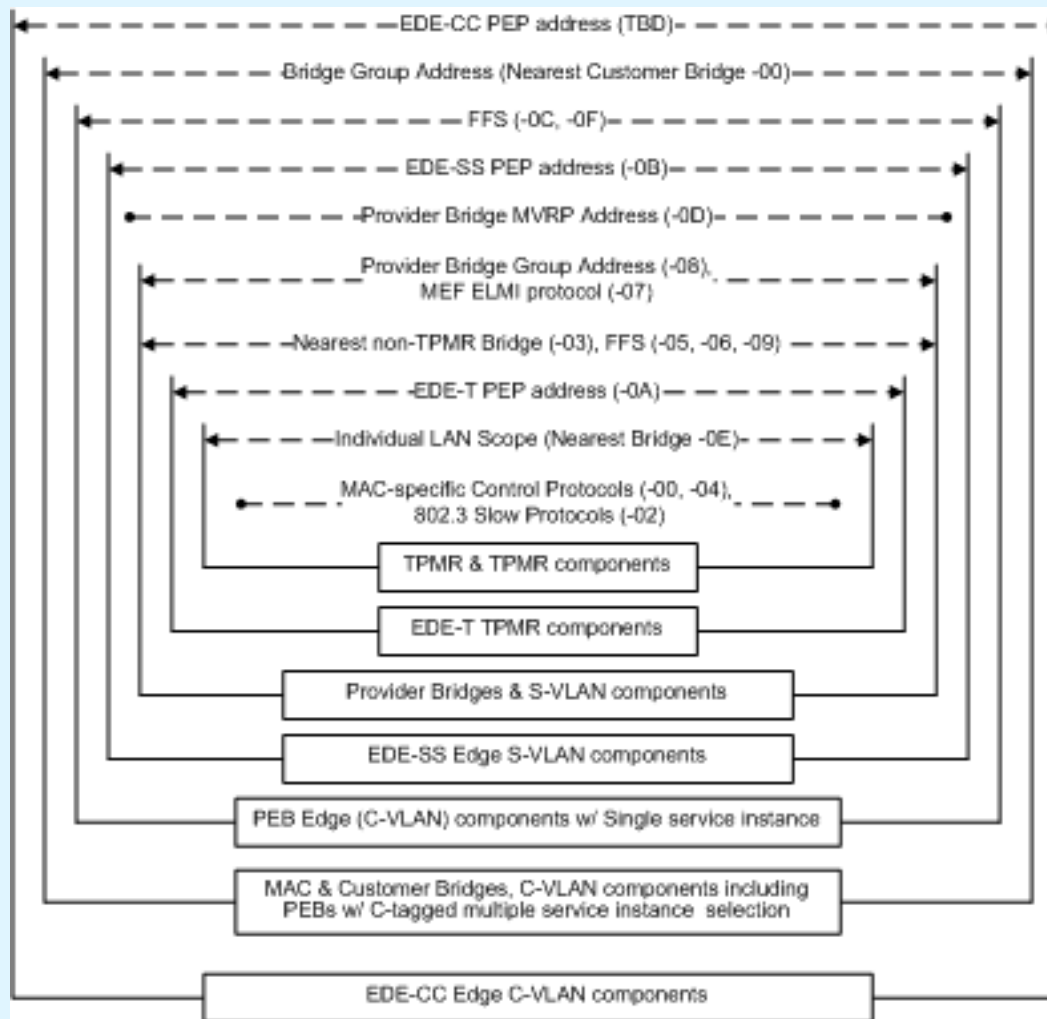 EDE-CC PEP address (TBD)
Bridge Group Address (Nearest Customer Bridge -00)
FFS (-0C, -0F)
EDE-SS PEP address (-0B)
Provider Bridge MVRP Address (-0D)
Provider Bridge Group Address (-08),
MEF ELMI protocol (-07)
Nearest non-TPMR Bridge (-03), FFS (-05, -06, -09)
EDE-T PEP address (-0A)
Individual LAN Scope (Nearest Bridge -0E)
MAC-specific Control Protocols (-00, -04),
802.3 Slow Protocols (-02)
TPMR & TPMR components
EDE-T TPMR components
Provider Bridges & S-VLAN components
EDE-SS Edge S-VLAN components
PEB Edge (C-VLAN) components w/ Single service instance
MAC & Customer Bridges, C-VLAN components including
PEBs w/ C-tagged multiple service instance selection
EDE-CC Edge C-VLAN components